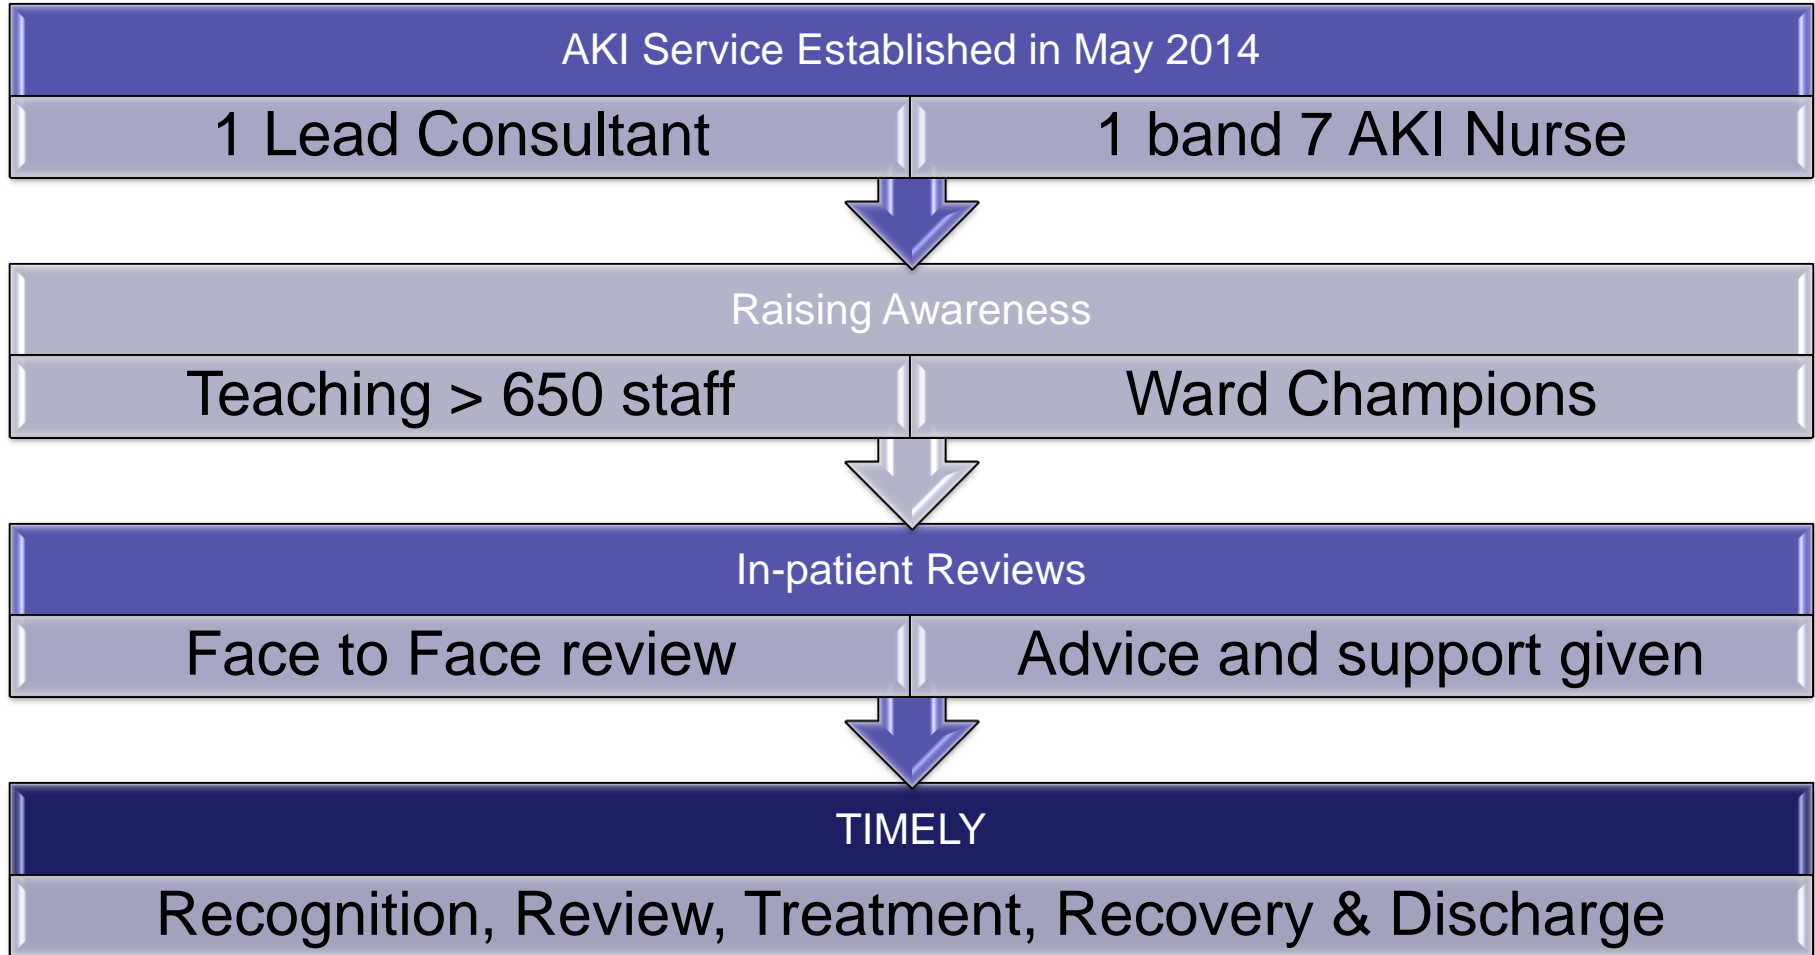 AKI Service Established in May 2014
1 Lead Consultant
1 band 7 AKI Nurse
Raising Awareness
Teaching > 650 staff
Ward Champions
In-patient Reviews
Face to Face review
Advice and support given
TIMELY
Recognition, Review, Treatment, Recovery & Discharge